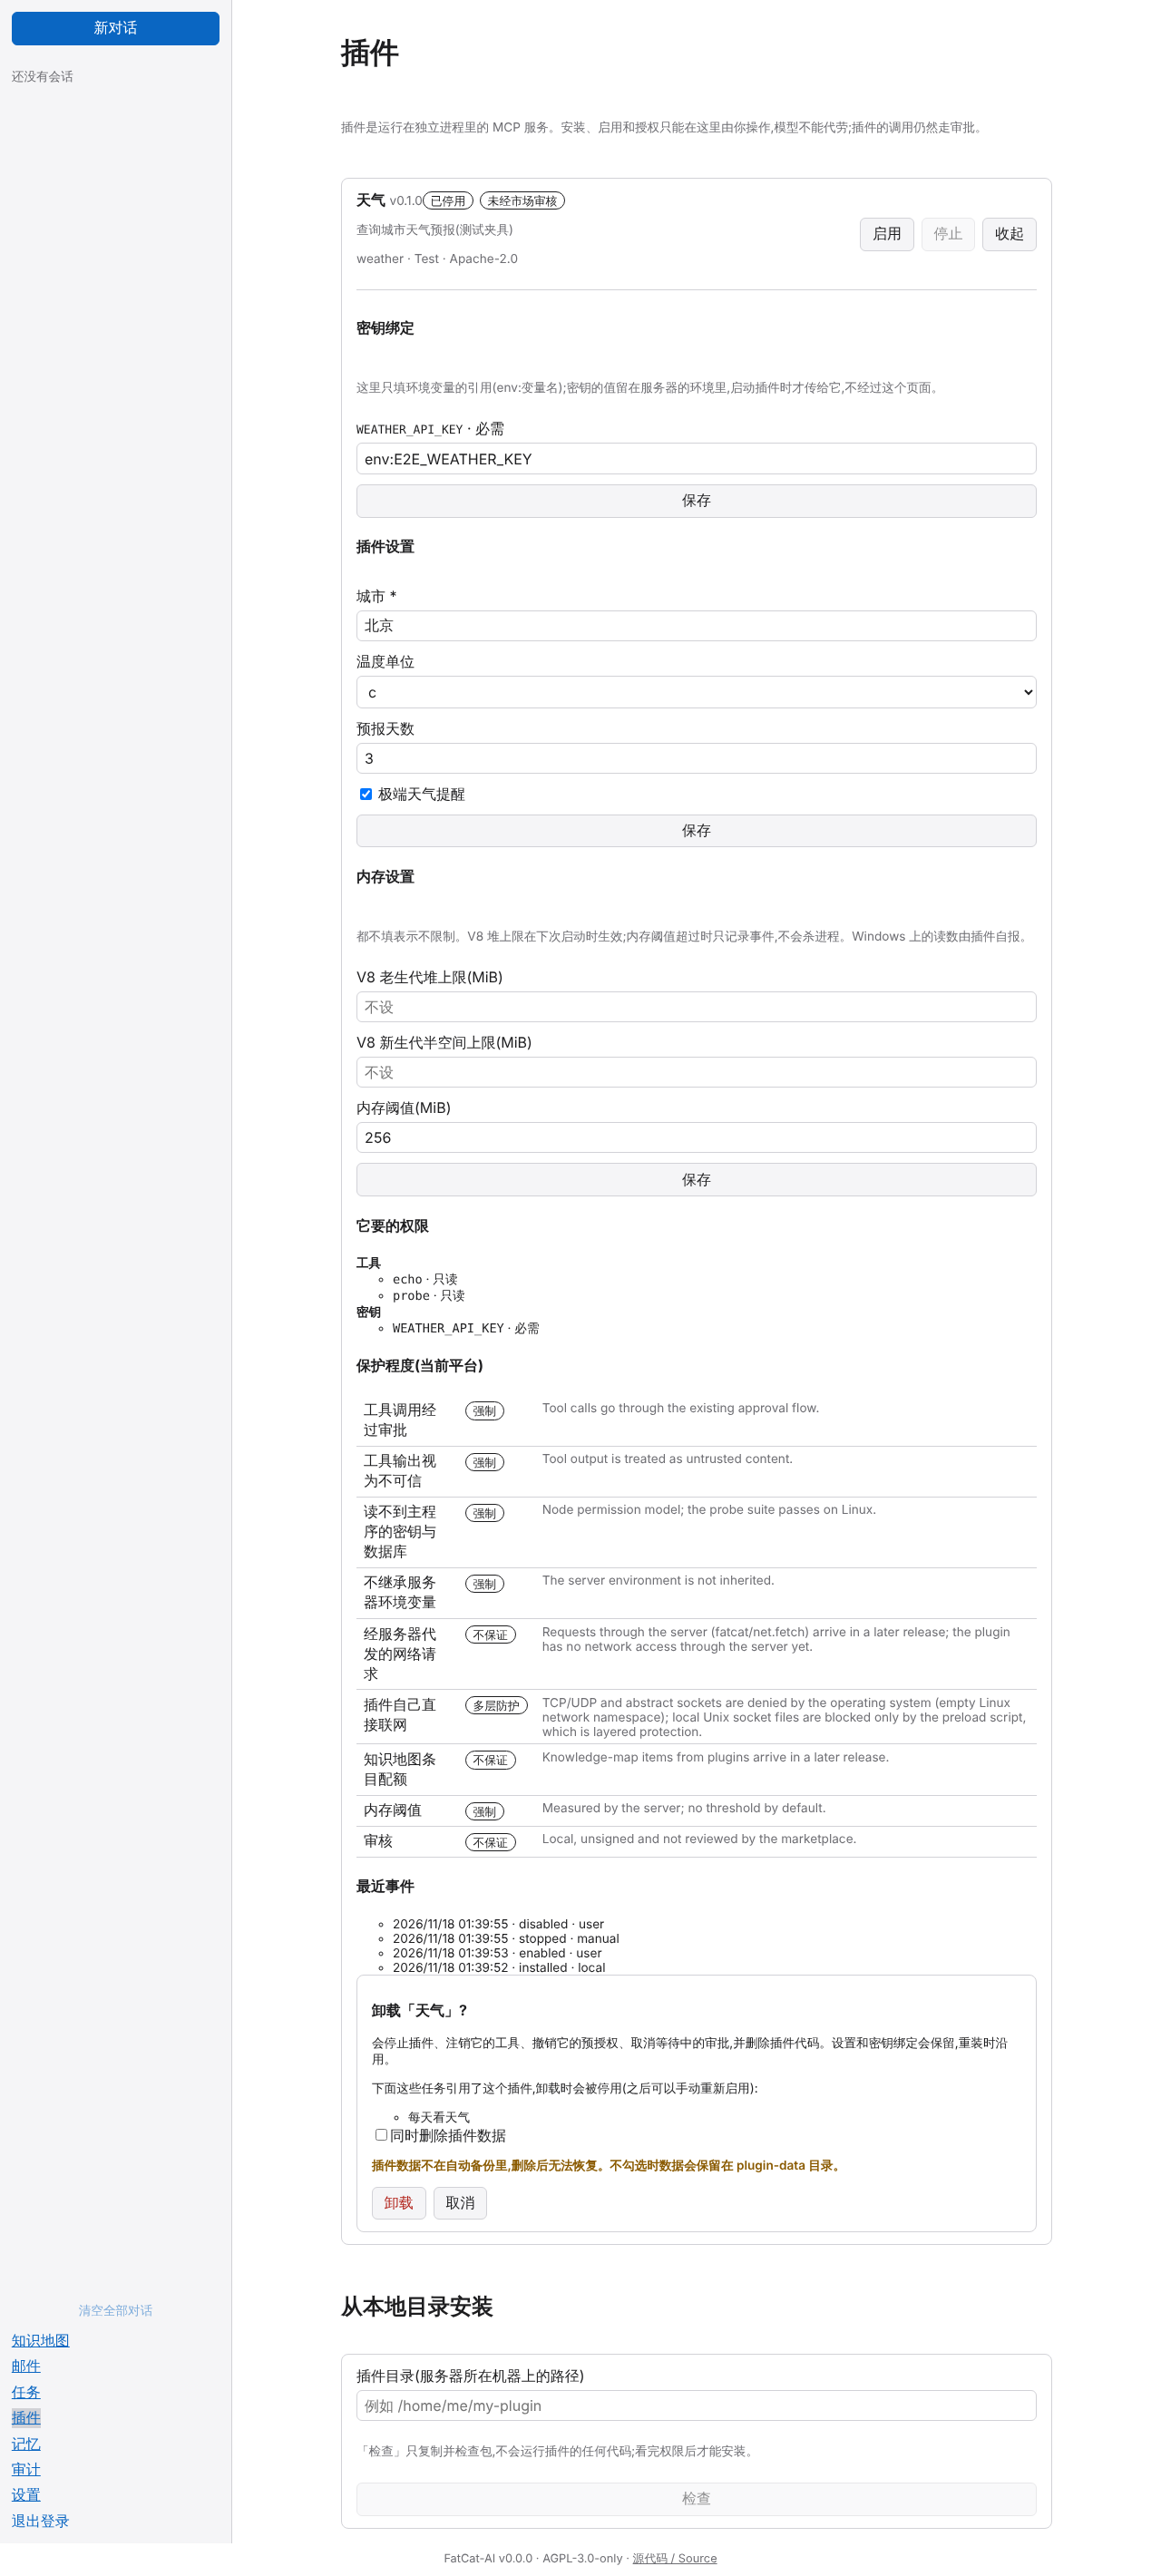 新对话
还没有会话
插件
插件是运行在独立进程里的 MCP 服务。安装、启用和授权只能在这里由你操作,模型不能代劳;插件的调用仍然走审批。
天气 v0.1.0 已停用 未经市场审核
查询城市天气预报(测试夹具)
weather · Test · Apache-2.0
启用 停止 收起
密钥绑定
这里只填环境变量的引用(env:变量名);密钥的值留在服务器的环境里,启动插件时才传给它,不经过这个页面。
WEATHER_API_KEY · 必需
env:E2E_WEATHER_KEY
保存
插件设置
城市 *
北京
温度单位
c
预报天数
3
极端天气提醒
保存
内存设置
都不填表示不限制。V8 堆上限在下次启动时生效;内存阈值超过时只记录事件,不会杀进程。Windows 上的读数由插件自报。
V8 老生代堆上限(MiB)
不设
V8 新生代半空间上限(MiB)
不设
内存阈值(MiB)
256
保存
它要的权限
工具
echo · 只读
probe · 只读
密钥
WEATHER_API_KEY · 必需
保护程度(当前平台)
工具调用经
过审批
强制
Tool calls go through the existing approval flow.
工具输出视
为不可信
强制
Tool output is treated as untrusted content.
读不到主程
序的密钥与
数据库
强制
Node permission model; the probe suite passes on Linux.
不继承服务
器环境变量
强制
The server environment is not inherited.
经服务器代
发的网络请
求
不保证
Requests through the server (fatcat/net.fetch) arrive in a later release; the plugin
has no network access through the server yet.
插件自己直
接联网
多层防护
TCP/UDP and abstract sockets are denied by the operating system (empty Linux
network namespace); local Unix socket files are blocked only by the preload script,
which is layered protection.
知识地图条
目配额
不保证
Knowledge-map items from plugins arrive in a later release.
内存阈值
强制
Measured by the server; no threshold by default.
审核
不保证
Local, unsigned and not reviewed by the marketplace.
最近事件
2026/11/18 01:39:55 · disabled · user
2026/11/18 01:39:55 · stopped · manual
2026/11/18 01:39:53 · enabled · user
2026/11/18 01:39:52 · installed · local
卸载「天气」?
会停止插件、注销它的工具、撤销它的预授权、取消等待中的审批,并删除插件代码。设置和密钥绑定会保留,重装时沿
用。
下面这些任务引用了这个插件,卸载时会被停用(之后可以手动重新启用):
每天看天气
同时删除插件数据
插件数据不在自动备份里,删除后无法恢复。不勾选时数据会保留在 plugin-data 目录。
卸载 取消
从本地目录安装
插件目录(服务器所在机器上的路径)
例如 /home/me/my-plugin
「检查」只复制并检查包,不会运行插件的任何代码;看完权限后才能安装。
检查
清空全部对话
知识地图
邮件
任务
插件
记忆
审计
设置
退出登录
FatCat-AI v0.0.0 · AGPL-3.0-only · 源代码 / Source